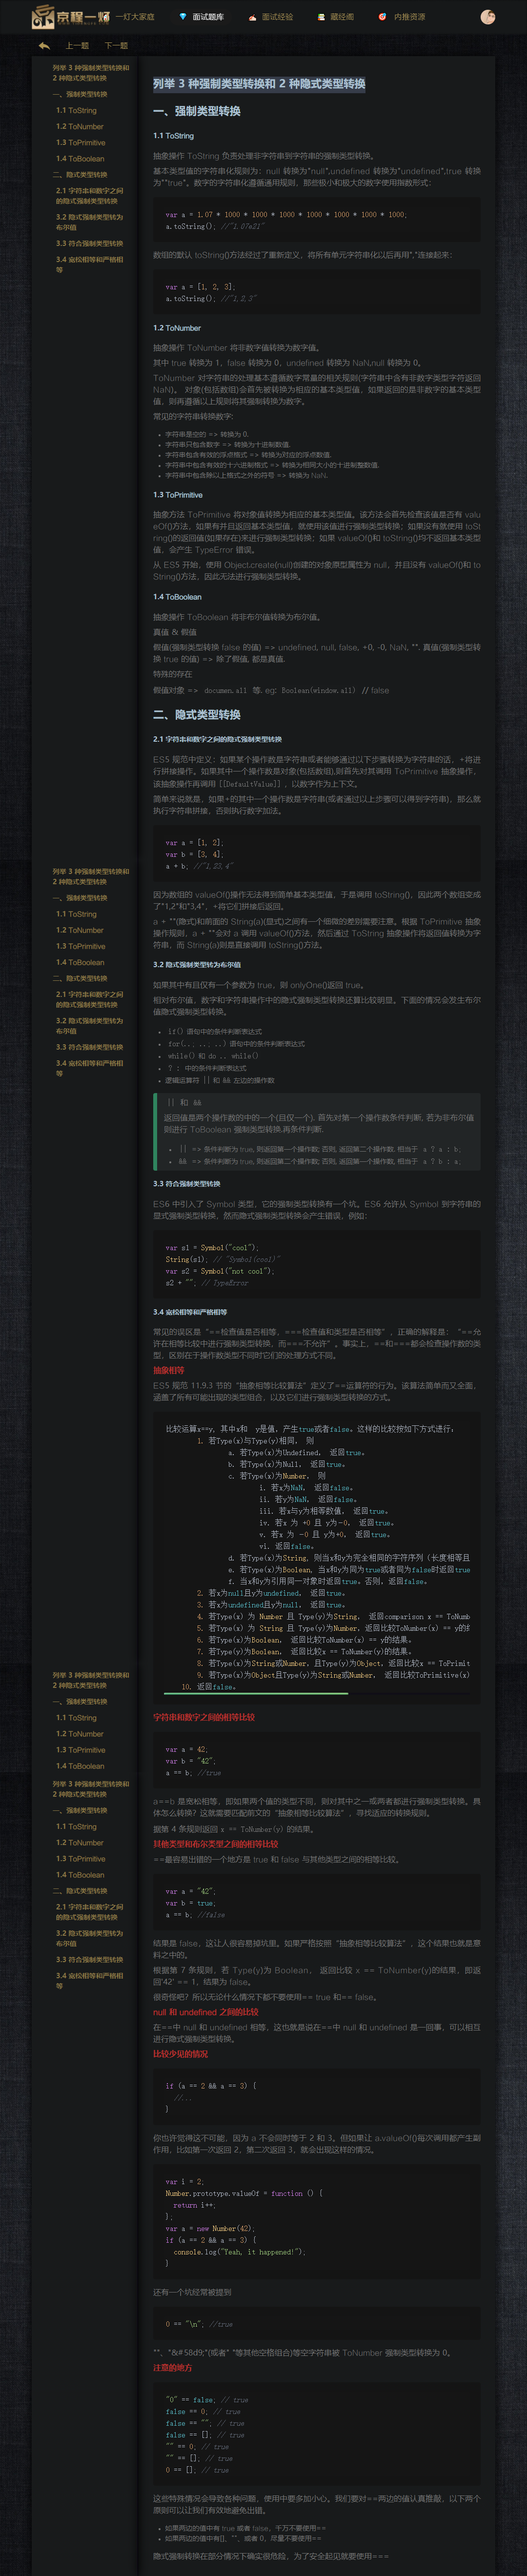 京程一灯
一灯大家庭
面试题库
面试经验
藏经阁
内推资源
上一题 下一题
列举 3 种强制类型转换和
2 种隐式类型转换
一、强制类型转换
1.1 ToString
1.2 ToNumber
1.3 ToPrimitive
1.4 ToBoolean
二、隐式类型转换
2.1 字符串和数字之间
的隐式强制类型转换
3.2 隐式强制类型转为
布尔值
3.3 符合强制类型转换
3.4 宽松相等和严格相
等
列举 3 种强制类型转换和 2 种隐式类型转换
一、强制类型转换
1.1 ToString
抽象操作 ToString 负责处理非字符串到字符串的强制类型转换。
基本类型值的字符串化规则为：null 转换为"null",undefined 转换为"undefined",true 转换
为""true"。数字的字符串化遵循通用规则，那些极小和极大的数字使用指数形式：
var a = 1.07 * 1000 * 1000 * 1000 * 1000 * 1000 * 1000 * 1000;
a.toString(); //"1.07e21"
数组的默认 toString()方法经过了重新定义，将所有单元字符串化以后再用","连接起来：
var a = [1, 2, 3];
a.toString(); //"1,2,3"
1.2 ToNumber
抽象操作 ToNumber 将非数字值转换为数字值。
其中 true 转换为 1，false 转换为 0，undefined 转换为 NaN,null 转换为 0。
ToNumber 对字符串的处理基本遵循数字常量的相关规则(字符串中含有非数字类型字符返回
NaN)。 对象(包括数组)会首先被转换为相应的基本类型值，如果返回的是非数字的基本类型
值，则再遵循以上规则将其强制转换为数字。
常见的字符串转换数字:
字符串是空的 => 转换为 0.
字符串只包含数字 => 转换为十进制数值.
字符串包含有效的浮点格式 => 转换为对应的浮点数值.
字符串中包含有效的十六进制格式 => 转换为相同大小的十进制整数值.
字符串中包含除以上格式之外的符号 => 转换为 NaN.
1.3 ToPrimitive
抽象方法 ToPrimitive 将对象值转换为相应的基本类型值。该方法会首先检查该值是否有 valu
eOf()方法，如果有并且返回基本类型值，就使用该值进行强制类型转换；如果没有就使用 toSt
ring()的返回值(如果存在)来进行强制类型转换；如果 valueOf()和 toString()均不返回基本类型
值，会产生 TypeError 错误。
从 ES5 开始，使用 Object.create(null)创建的对象原型属性为 null，并且没有 valueOf()和 to
String()方法，因此无法进行强制类型转换。
1.4 ToBoolean
抽象操作 ToBoolean 将非布尔值转换为布尔值。
真值 & 假值
假值(强制类型转换 false 的值) => undefined, null, false, +0, -0, NaN, "". 真值(强制类型转
换 true 的值) => 除了假值, 都是真值.
特殊的存在
假值对象 => documen.all 等. eg: Boolean(window.all) // false
二、隐式类型转换
2.1 字符串和数字之间的隐式强制类型转换
ES5 规范中定义：如果某个操作数是字符串或者能够通过以下步骤转换为字符串的话，+将进
行拼接操作。如果其中一个操作数是对象(包括数组),则首先对其调用 ToPrimitive 抽象操作，
该抽象操作再调用 [[DefaultValue]]，以数字作为上下文。
简单来说就是，如果+的其中一个操作数是字符串(或者通过以上步骤可以得到字符串)，那么就
执行字符串拼接，否则执行数字加法。
var a = [1, 2];
var b = [3, 4];
a + b; //"1,23,4"
因为数组的 valueOf()操作无法得到简单基本类型值，于是调用 toString()，因此两个数组变成
了"1,2"和"3,4"，+将它们拼接后返回。
a + ""(隐式)和前面的 String(a)(显式)之间有一个细微的差别需要注意。根据 ToPrimitive 抽象
操作规则，a + ""会对 a 调用 valueOf()方法，然后通过 ToString 抽象操作将返回值转换为字
符串，而 String(a)则是直接调用 toString()方法。
3.2 隐式强制类型转为布尔值
如果其中有且仅有一个参数为 true，则 onlyOne()返回 true。
相对布尔值，数字和字符串操作中的隐式强制类型转换还算比较明显。下面的情况会发生布尔
值隐式强制类型转换。
if() 语句中的条件判断表达式
for(..; ..; ..) 语句中的条件判断表达式
while() 和 do .. while()
? : 中的条件判断表达式
逻辑运算符 || 和 && 左边的操作数
|| 和 &&
返回值是两个操作数的中的一个(且仅一个). 首先对第一个操作数条件判断, 若为非布尔值
则进行 ToBoolean 强制类型转换.再条件判断.
|| => 条件判断为 true, 则返回第一个操作数; 否则, 返回第二个操作数; 相当于 a ? a : b;
&& => 条件判断为 true, 则返回第二个操作数; 否则, 返回第一个操作数; 相当于 a ? b : a;
3.3 符合强制类型转换
ES6 中引入了 Symbol 类型，它的强制类型转换有一个坑。ES6 允许从 Symbol 到字符串的
显式强制类型转换，然而隐式强制类型转换会产生错误，例如：
var s1 = Symbol("cool");
String(s1); // "Symbol(cool)"
var s2 = Symbol("not cool");
s2 + ""; // TypeError
3.4 宽松相等和严格相等
常见的误区是“==检查值是否相等，===检查值和类型是否相等”，正确的解释是：“==允
许在相等比较中进行强制类型转换，而===不允许”。事实上，==和===都会检查操作数的类
型，区别在于操作数类型不同时它们的处理方式不同。
抽象相等
ES5 规范 11.9.3 节的“抽象相等比较算法”定义了==运算符的行为。该算法简单而又全面，
涵盖了所有可能出现的类型组合，以及它们进行强制类型转换的方式。
比较运算x==y, 其中x和 y是值，产生true或者false。这样的比较按如下方式进行：
1. 若Type(x)与Type(y)相同， 则
a. 若Type(x)为Undefined， 返回true。
b. 若Type(x)为Null， 返回true。
c. 若Type(x)为Number， 则
i. 若x为NaN， 返回false。
ii. 若y为NaN， 返回false。
iii. 若x与y为相等数值， 返回true。
iv. 若x 为 +0 且 y为−0， 返回true。
v. 若x 为 −0 且 y为+0， 返回true。
vi. 返回false。
d. 若Type(x)为String, 则当x和y为完全相同的字符序列（长度相等且
e. 若Type(x)为Boolean, 当x和y为同为true或者同为false时返回true
f. 当x和y为引用同一对象时返回true。否则，返回false。
2. 若x为null且y为undefined， 返回true。
3. 若x为undefined且y为null， 返回true。
4. 若Type(x) 为 Number 且 Type(y)为String， 返回comparison x == ToNumb
5. 若Type(x) 为 String 且 Type(y)为Number，返回比较ToNumber(x) == y的结
6. 若Type(x)为Boolean， 返回比较ToNumber(x) == y的结果。
7. 若Type(y)为Boolean， 返回比较x == ToNumber(y)的结果。
8. 若Type(x)为String或Number，且Type(y)为Object，返回比较x == ToPrimit
9. 若Type(x)为Object且Type(y)为String或Number， 返回比较ToPrimitive(x)
10. 返回false。
字符串和数字之间的相等比较
var a = 42;
var b = "42";
a == b; //true
a==b 是宽松相等，即如果两个值的类型不同，则对其中之一或两者都进行强制类型转换。具
体怎么转换？这就需要匹配前文的“抽象相等比较算法”，寻找适应的转换规则。
据第 4 条规则返回 x == ToNumber(y) 的结果。
其他类型和布尔类型之间的相等比较
==最容易出错的一个地方是 true 和 false 与其他类型之间的相等比较。
var a = "42";
var b = true;
a == b; //false
结果是 false，这让人很容易掉坑里。如果严格按照“抽象相等比较算法”，这个结果也就是意
料之中的。
根据第 7 条规则，若 Type(y)为 Boolean， 返回比较 x == ToNumber(y)的结果，即返
回'42' == 1，结果为 false。
很奇怪吧？所以无论什么情况下都不要使用== true 和== false。
null 和 undefined 之间的比较
在==中 null 和 undefined 相等，这也就是说在==中 null 和 undefined 是一回事，可以相互
进行隐式强制类型转换。
比较少见的情况
if (a == 2 && a == 3) {
//...
}
你也许觉得这不可能，因为 a 不会同时等于 2 和 3。但如果让 a.valueOf()每次调用都产生副
作用，比如第一次返回 2，第二次返回 3，就会出现这样的情况。
var i = 2;
Number.prototype.valueOf = function () {
return i++;
};
var a = new Number(42);
if (a == 2 && a == 3) {
console.log("Yeah, it happened!");
}
还有一个坑经常被提到
0 == "\n"; //true
""、"&#58d9;"(或者" "等其他空格组合)等空字符串被 ToNumber 强制类型转换为 0。
注意的地方
"0" == false; // true
false == 0; // true
false == ""; // true
false == []; // true
"" == 0; // true
"" == []; // true
0 == []; // true
这些特殊情况会导致各种问题，使用中要多加小心。我们要对==两边的值认真推敲，以下两个
原则可以让我们有效地避免出错。
如果两边的值中有 true 或者 false，千万不要使用==
如果两边的值中有[]、""，或者 0，尽量不要使用==
隐式强制转换在部分情况下确实很危险，为了安全起见就要使用===
列举 3 种强制类型转换和
2 种隐式类型转换
一、强制类型转换
1.1 ToString
1.2 ToNumber
1.3 ToPrimitive
1.4 ToBoolean
二、隐式类型转换
2.1 字符串和数字之间
的隐式强制类型转换
3.2 隐式强制类型转为
布尔值
3.3 符合强制类型转换
3.4 宽松相等和严格相
等
列举 3 种强制类型转换和
2 种隐式类型转换
一、强制类型转换
1.1 ToString
1.2 ToNumber
1.3 ToPrimitive
1.4 ToBoolean
列举 3 种强制类型转换和
2 种隐式类型转换
一、强制类型转换
1.1 ToString
1.2 ToNumber
1.3 ToPrimitive
1.4 ToBoolean
二、隐式类型转换
2.1 字符串和数字之间
的隐式强制类型转换
3.2 隐式强制类型转为
布尔值
3.3 符合强制类型转换
3.4 宽松相等和严格相
等